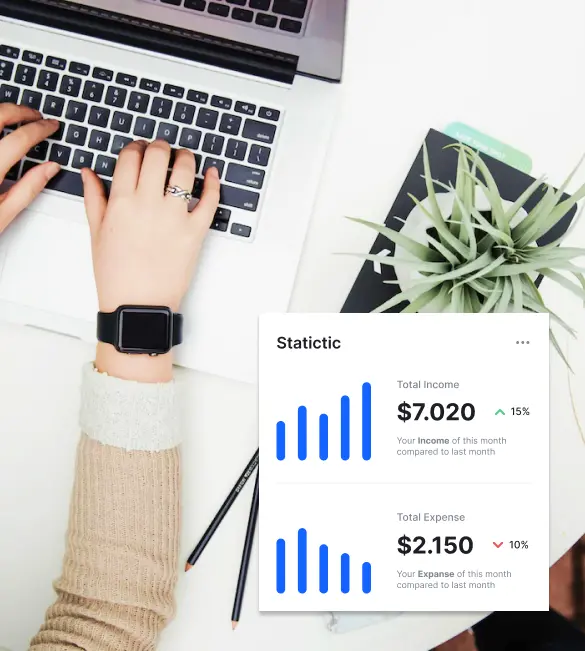 Statictic
Total Income
$7.020
15%
Your Income of this month
compared to last month
Total Expense
$2.150
10%
Your Expanse of this month
compared to last month